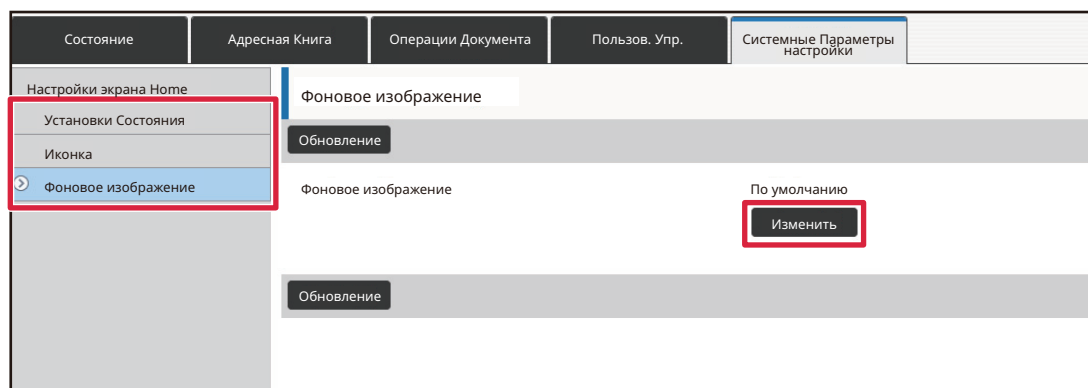 Состояние
Адресная Книга
Операции Документа
Пользов. Упр.
Системные Параметры
настройки
Настройки экрана Home
Установки Состояния
Иконка
Фоновое изображение
Фоновое изображение
Обновление
Фоновое изображение
По умолчанию
Изменить
Обновление